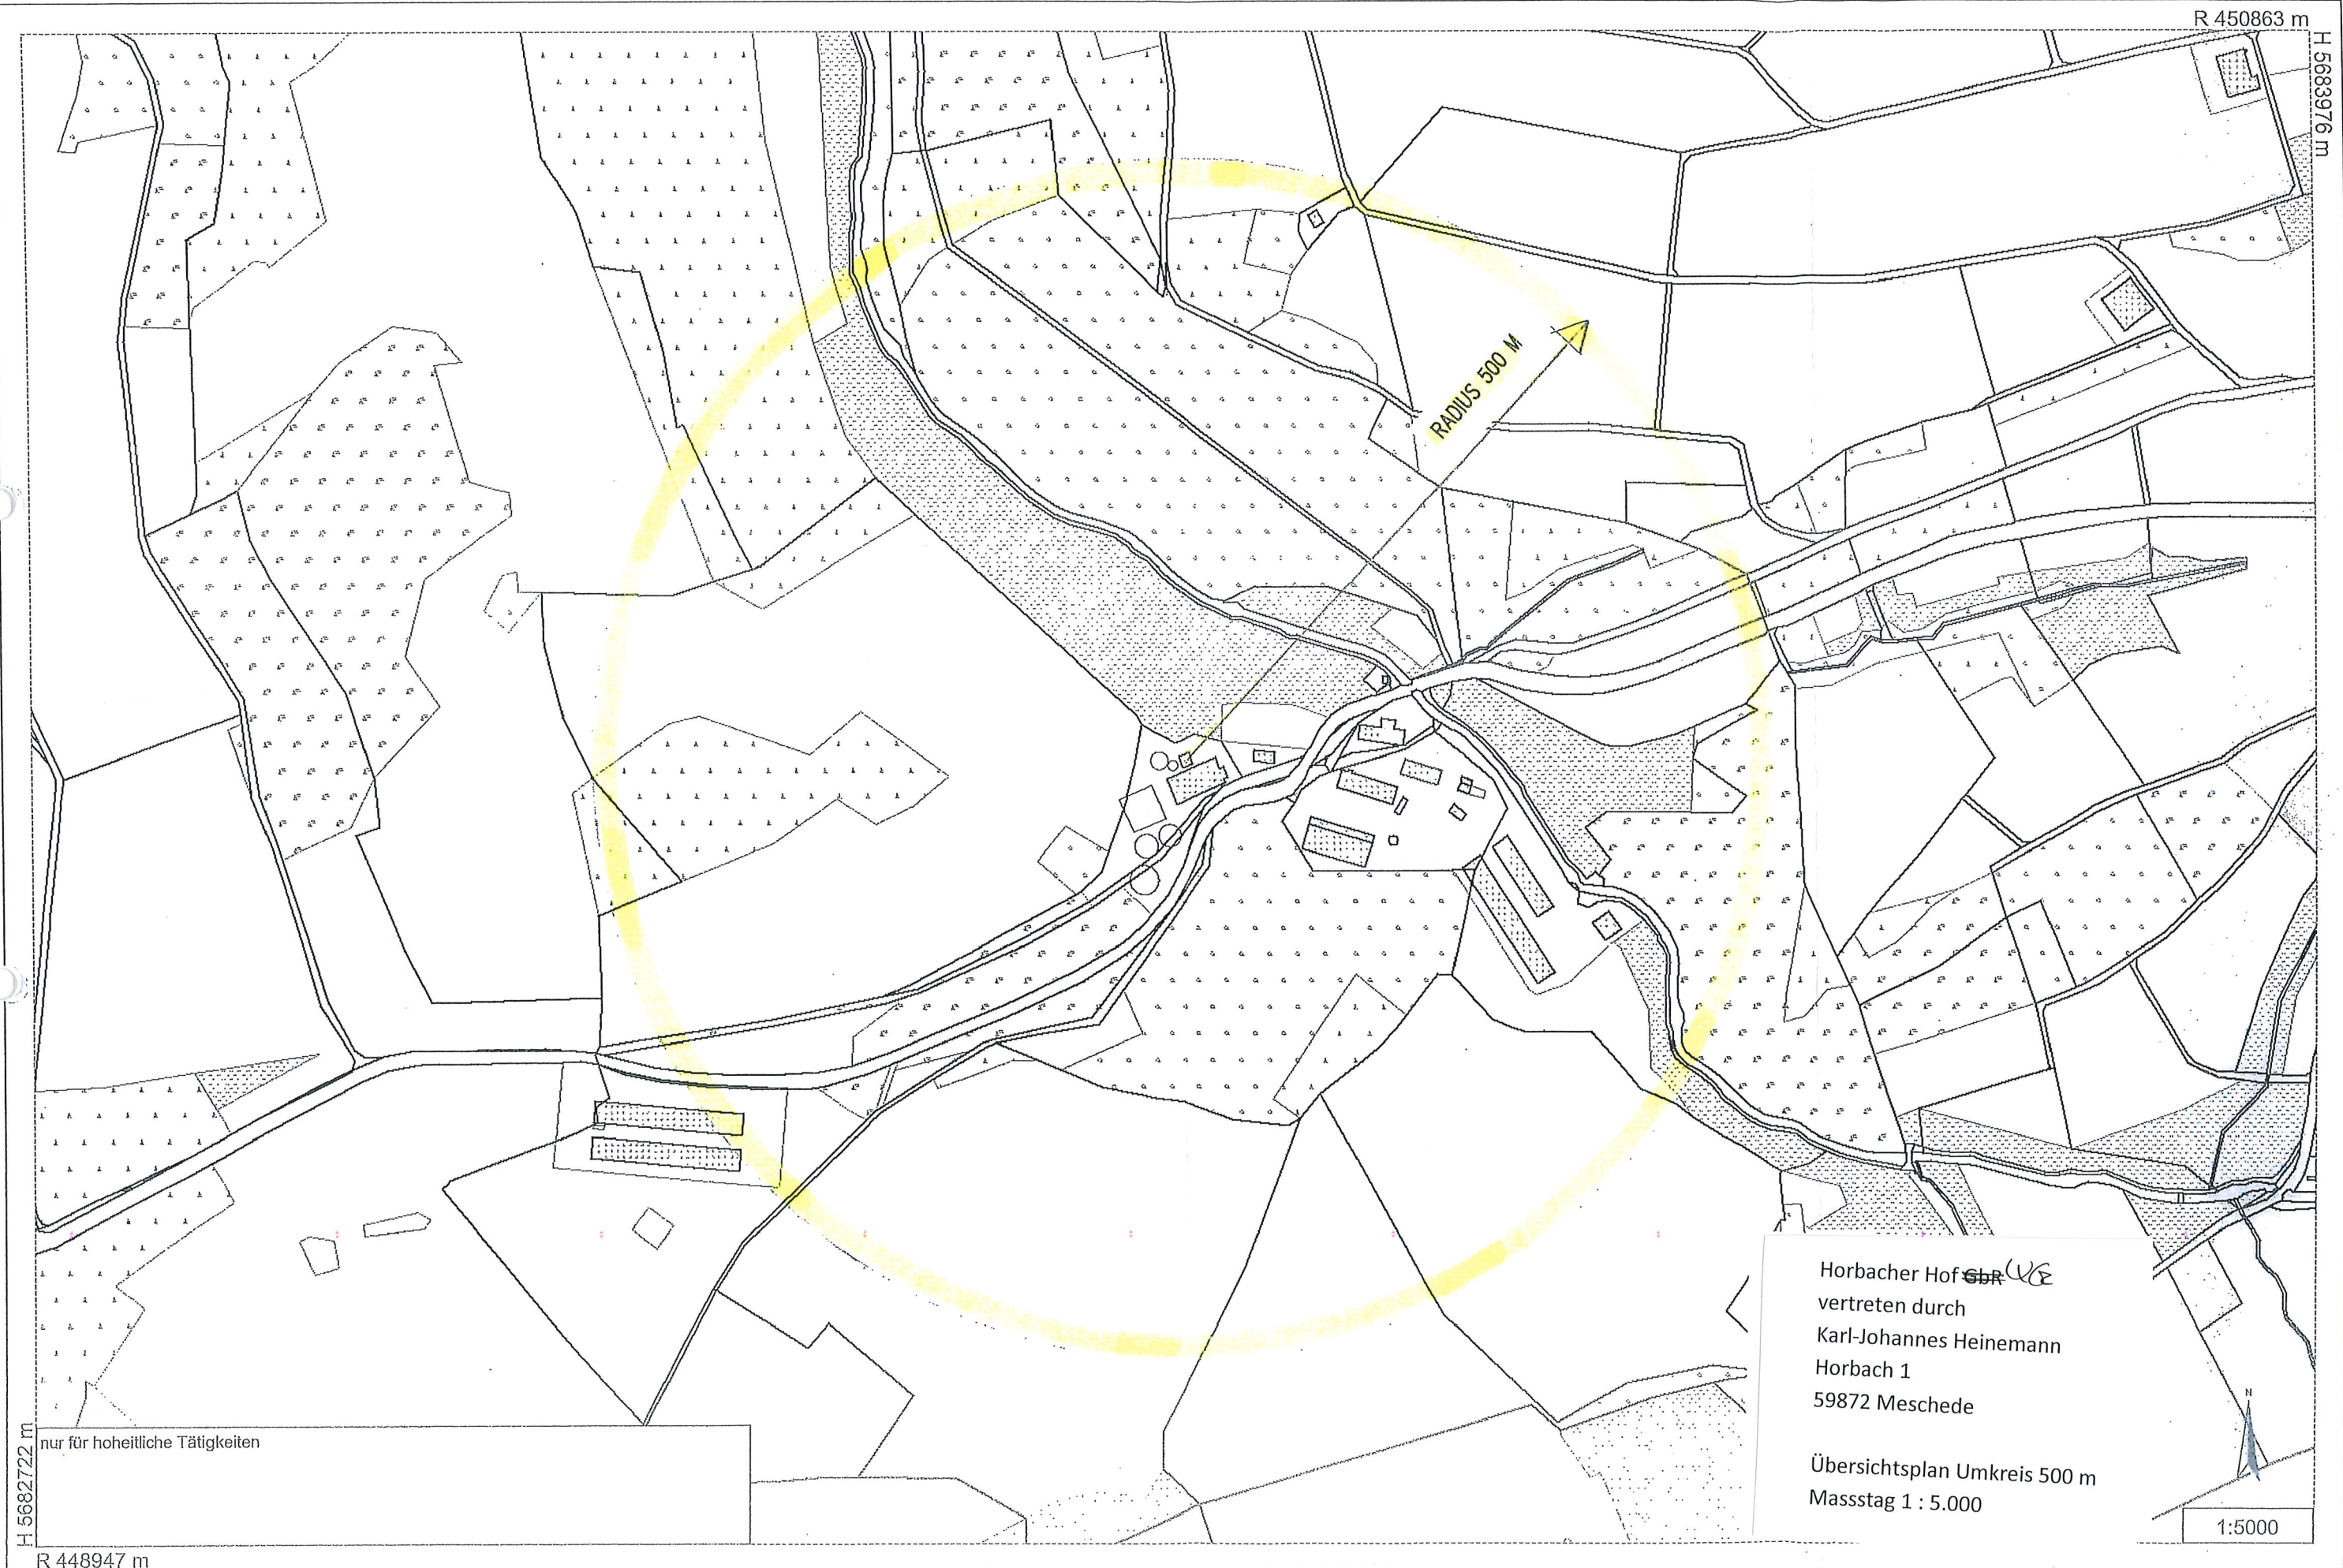 R 450863 m
H 5683976 m
RADIUS 500 M
Horbacher Hof GbR
vertreten durch
Karl-Johannes Heinemann
Horbach 1
59872 Meschede
Übersichtsplan Umkreis 500 m
Massstag 1 : 5.000
N
1:5000
nur für hoheitliche Tätigkeiten
H 5682722 m
R 448947 m